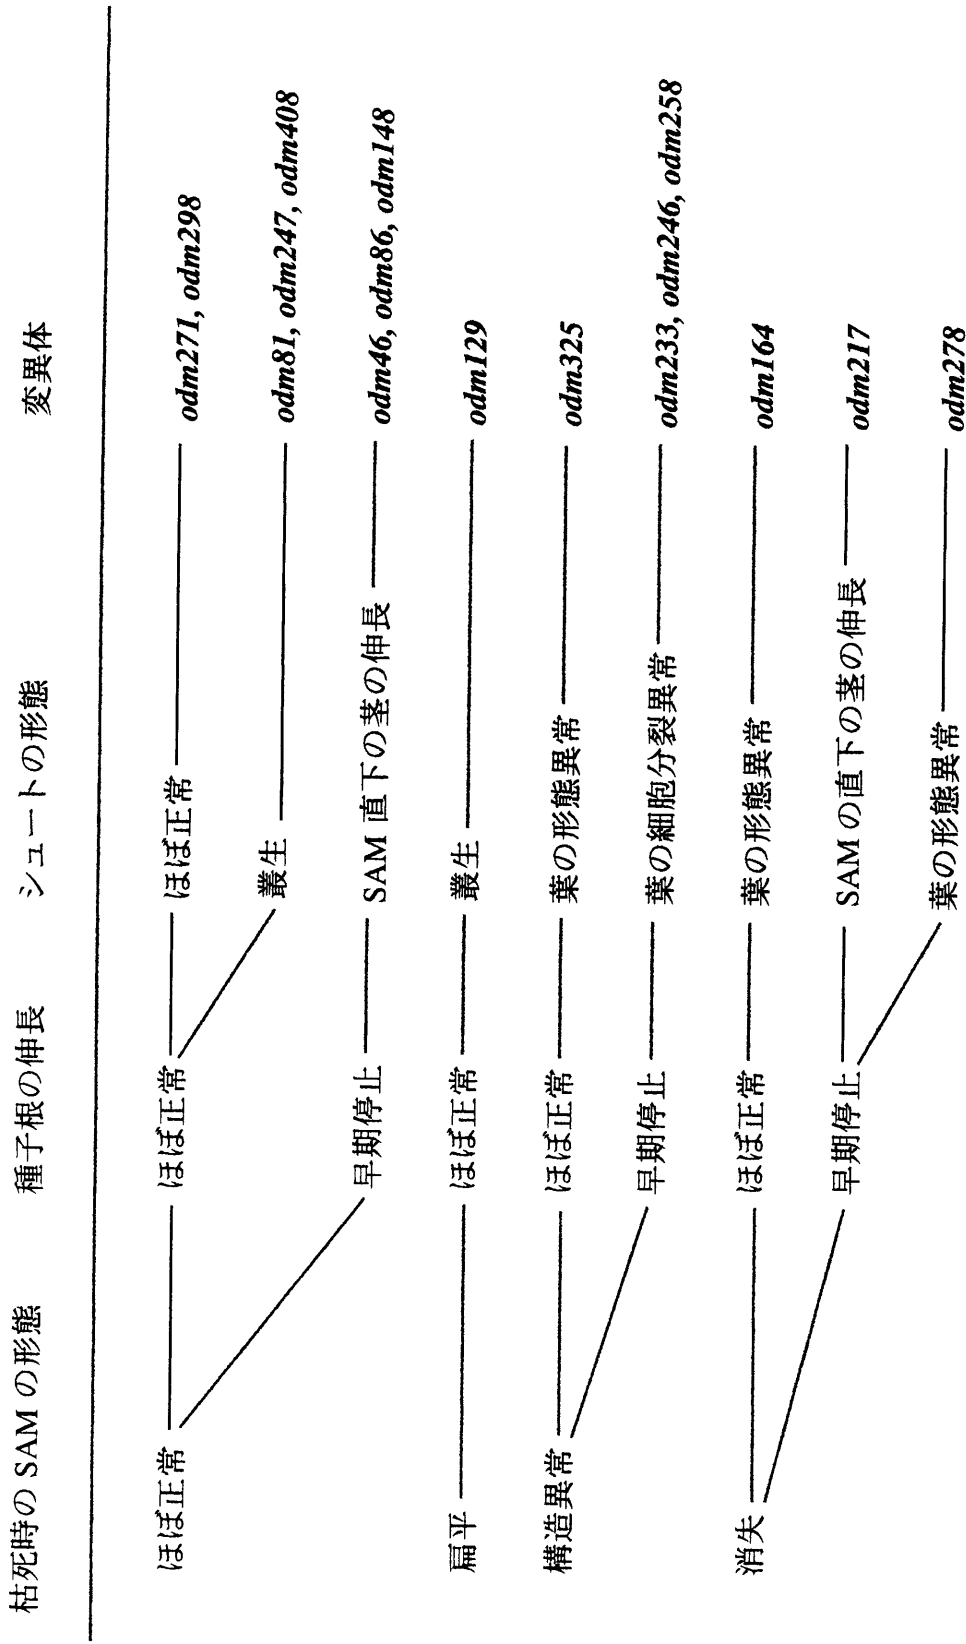 枯死時の SAM の形態 種子根の伸長 シュートの形態 変異体
ほぼ正常 ほぼ正常 ほぼ正常 odm271, odm298
叢生 odm81, odm247, odm408
早期停止 SAM 直下の茎の伸長 odm46, odm86, odm148
扁平 ほぼ正常 叢生 odm129
構造異常 ほぼ正常 葉の形態異常 odm325
早期停止 葉の細胞分裂異常 odm233, odm246, odm258
消失 ほぼ正常 葉の形態異常 odm164
早期停止 SAM の直下の茎の伸長 odm217
葉の形態異常 odm278